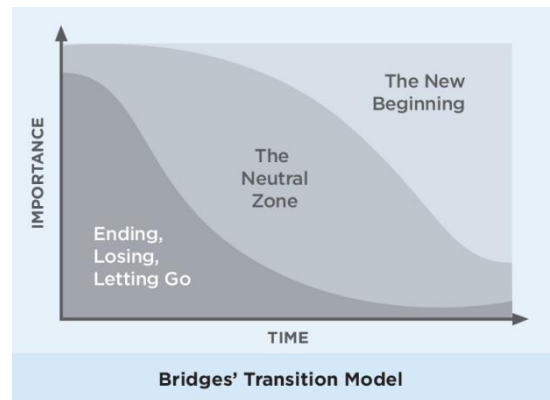 The New
Beginning
The
Neutral
Zone
IMPORTANCE
Ending,
Losing,
Letting Go
TIME
Bridges’ Transition Model